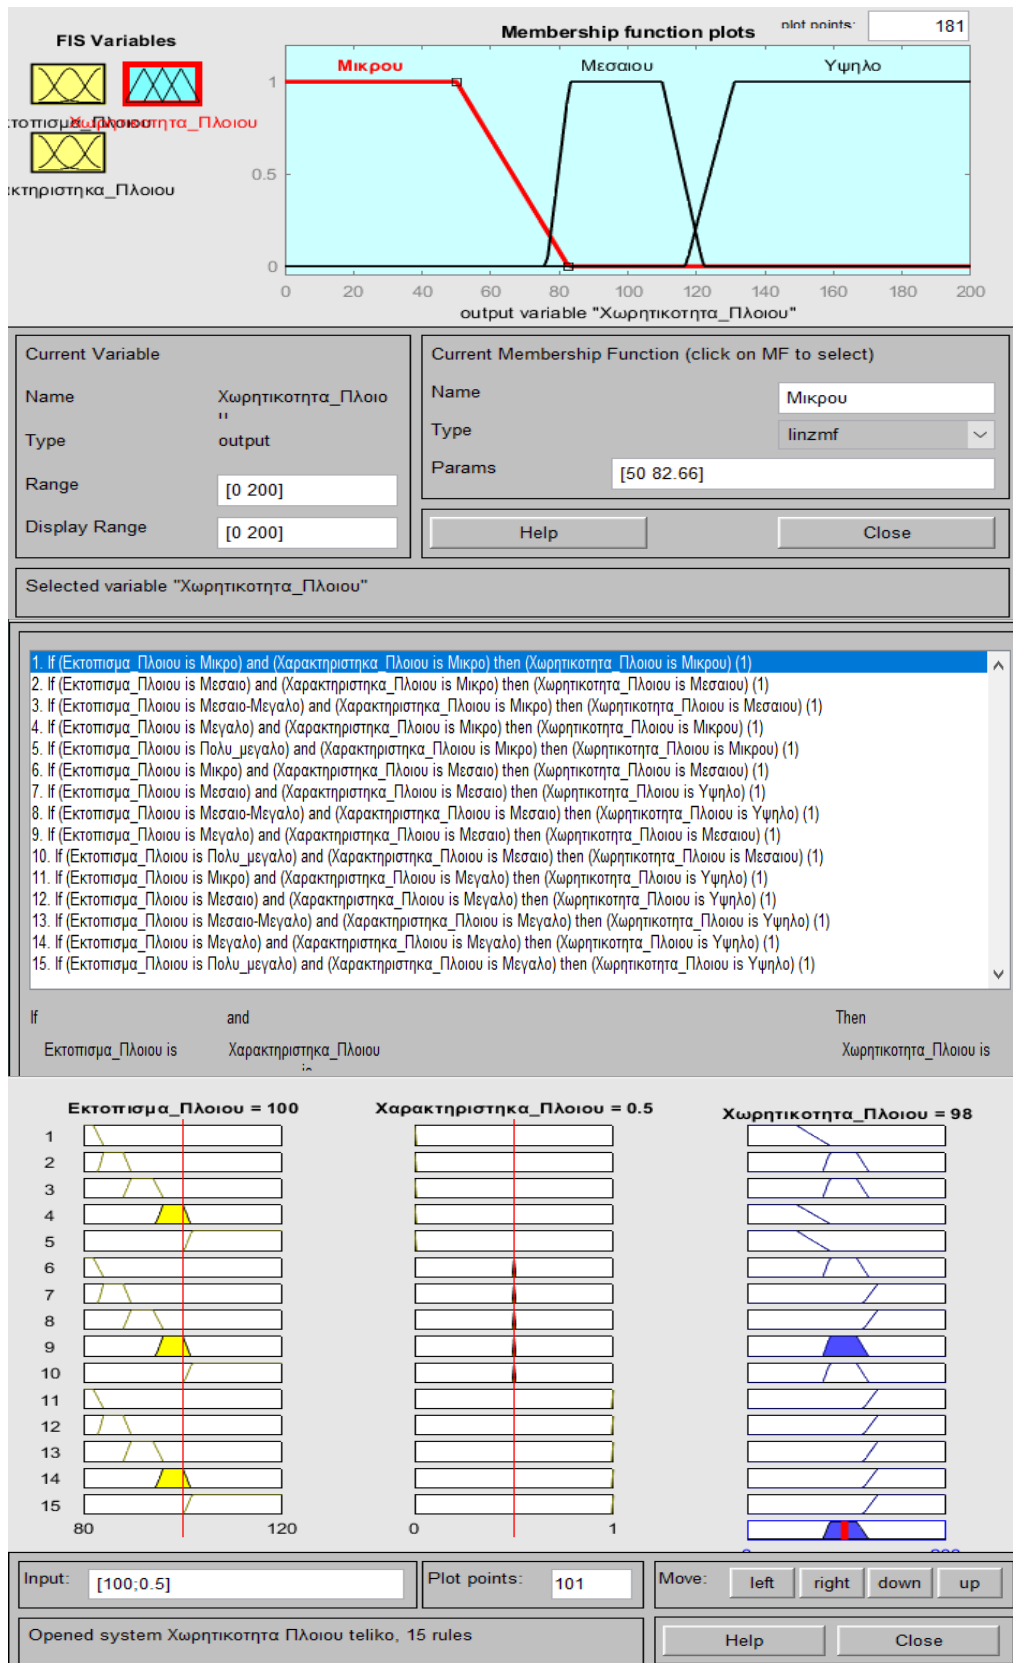 FIS Variables
Membership function plots
plot points:
181
Μικρου
Μεσαιου
Υψηλο
Χωρητικοτητα_Πλοιου
κτηριστηκα_Πλοιου
1
0.5
0
0 20 40 60 80 100 120 140 160 180 200
output variable "Χωρητικοτητα_Πλοιου"
Current Variable
Name
Χωρητικοτητα_Πλοιο
Type
output
Range
[0 200]
Display Range
[0 200]
Current Membership Function (click on MF to select)
Name
Μικρου
Type
linzmf
Params
[50 82.66]
Help
Close
Selected variable "Χωρητικοτητα_Πλοιου"
1. If (Εκτοπισμα_Πλοιου is Μικρο) and (Χαρακτηριστηκα_Πλοιου is Μικρο) then (Χωρητικοτητα_Πλοιου is Μικρου) (1)
2. If (Εκτοπισμα_Πλοιου is Μεσαιο) and (Χαρακτηριστηκα_Πλοιου is Μικρο) then (Χωρητικοτητα_Πλοιου is Μεσαιου) (1)
3. If (Εκτοπισμα_Πλοιου is Μεσαιο-Μεγαλο) and (Χαρακτηριστηκα_Πλοιου is Μικρο) then (Χωρητικοτητα_Πλοιου is Μεσαιου) (1)
4. If (Εκτοπισμα_Πλοιου is Μεγαλο) and (Χαρακτηριστηκα_Πλοιου is Μικρο) then (Χωρητικοτητα_Πλοιου is Μικρου) (1)
5. If (Εκτοπισμα_Πλοιου is Πολυ_μεγαλο) and (Χαρακτηριστηκα_Πλοιου is Μικρο) then (Χωρητικοτητα_Πλοιου is Μικρου) (1)
6. If (Εκτοπισμα_Πλοιου is Μικρο) and (Χαρακτηριστηκα_Πλοιου is Μεσαιο) then (Χωρητικοτητα_Πλοιου is Μεσαιου) (1)
7. If (Εκτοπισμα_Πλοιου is Μεσαιο) and (Χαρακτηριστηκα_Πλοιου is Μεσαιο) then (Χωρητικοτητα_Πλοιου is Υψηλο) (1)
8. If (Εκτοπισμα_Πλοιου is Μεσαιο-Μεγαλο) and (Χαρακτηριστηκα_Πλοιου is Μεσαιο) then (Χωρητικοτητα_Πλοιου is Υψηλο) (1)
9. If (Εκτοπισμα_Πλοιου is Μεγαλο) and (Χαρακτηριστηκα_Πλοιου is Μεσαιο) then (Χωρητικοτητα_Πλοιου is Μεσαιου) (1)
10. If (Εκτοπισμα_Πλοιου is Πολυ_μεγαλο) and (Χαρακτηριστηκα_Πλοιου is Μεσαιο) then (Χωρητικοτητα_Πλοιου is Μεσαιου) (1)
11. If (Εκτοπισμα_Πλοιου is Μικρο) and (Χαρακτηριστηκα_Πλοιου is Μεγαλο) then (Χωρητικοτητα_Πλοιου is Υψηλο) (1)
12. If (Εκτοπισμα_Πλοιου is Μεσαιο) and (Χαρακτηριστηκα_Πλοιου is Μεγαλο) then (Χωρητικοτητα_Πλοιου is Υψηλο) (1)
13. If (Εκτοπισμα_Πλοιου is Μεσαιο-Μεγαλο) and (Χαρακτηριστηκα_Πλοιου is Μεγαλο) then (Χωρητικοτητα_Πλοιου is Υψηλο) (1)
14. If (Εκτοπισμα_Πλοιου is Μεγαλο) and (Χαρακτηριστηκα_Πλοιου is Μεγαλο) then (Χωρητικοτητα_Πλοιου is Υψηλο) (1)
15. If (Εκτοπισμα_Πλοιου is Πολυ_μεγαλο) and (Χαρακτηριστηκα_Πλοιου is Μεγαλο) then (Χωρητικοτητα_Πλοιου is Υψηλο) (1)
If and Then
Εκτοπισμα_Πλοιου is Χαρακτηριστηκα_Πλοιου Χωρητικοτητα_Πλοιου is
Εκτοπισμα_Πλοιου = 100
Χαρακτηριστηκα_Πλοιου = 0.5
Χωρητικοτητα_Πλοιου = 98
1
2
3
4
5
6
7
8
9
10
11
12
13
14
15
80 120 0 1
Input: [100;0.5]
Plot points: 101
Move: left right down up
Opened system Χωρητικοτητα Πλοιου teliko, 15 rules
Help Close